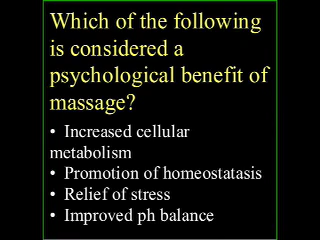 Which of the following
is considered a
psychological benefit of
massage?
• Increased cellular
metabolism
• Promotion of homeostatasis
• Relief of stress
• Improved ph balance